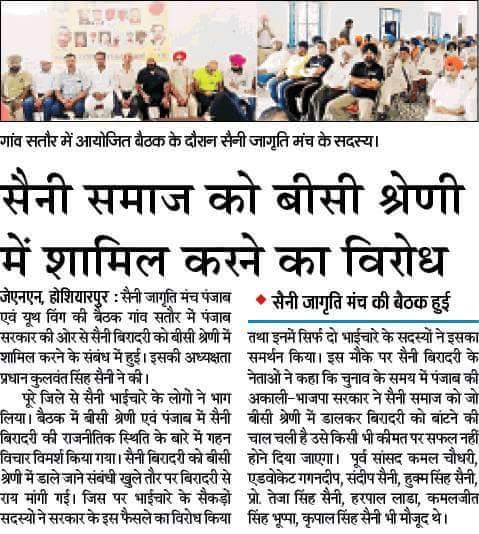 गांव सतौर में आयोजित बैठक के दौरान सैनी जागृति मंच के सदस्य।
सैनी समाज को बीसी श्रेणी
में शामिल करने का विरोध
जेएनएन, होशियारपुर : सैनी जागृति मंच पंजाब
एवं यूथ विंग की बैठक गांव सतौर में पंजाब
सरकार की ओर से सैनी बिरादरी को बीसी श्रेणी में
शामिल करने के संबंध में हुई। इसकी अध्यक्षता
प्रधान कुलवंत सिंह सैनी ने की।
पूरे जिले से सैनी भाईचारे के लोगों ने भाग
लिया। बैठक में बीसी श्रेणी एवं पंजाब में सैनी
बिरादरी की राजनीतिक स्थिति के बारे में गहन
विचार विमर्श किया गया। सैनी बिरादरी को बीसी
श्रेणी में डाले जाने संबंधी खुले तौर पर बिरादरी से
राय मांगी गई। जिस पर भाईचारे के सैकड़ो
सदस्यों ने सरकार के इस फैसले का विरोध किया
◆ सैनी जागृति मंच की बैठक हुई
तथा इनमें सिर्फ दो भाईचारे के सदस्यों ने इसका
समर्थन किया। इस मौके पर सैनी बिरादरी के
नेताओं ने कहा कि चुनाव के समय में पंजाब की
अकाली-भाजपा सरकार ने सैनी समाज को जो
बीसी श्रेणी में डालकर बिरादरी को बांटने की
चाल चली है उसे किसी भी कीमत पर सफल नहीं
होने दिया जाएगा। पूर्व सांसद कमल चौधरी,
एडवोकेट गगनदीप, संदीप सैनी, हुक्म सिंह सैनी,
प्रो. तेजा सिंह सैनी, हरपाल लाडा, कमलजीत
सिंह भूप्पा, कृपाल सिंह सैनी भी मौजूद थे।